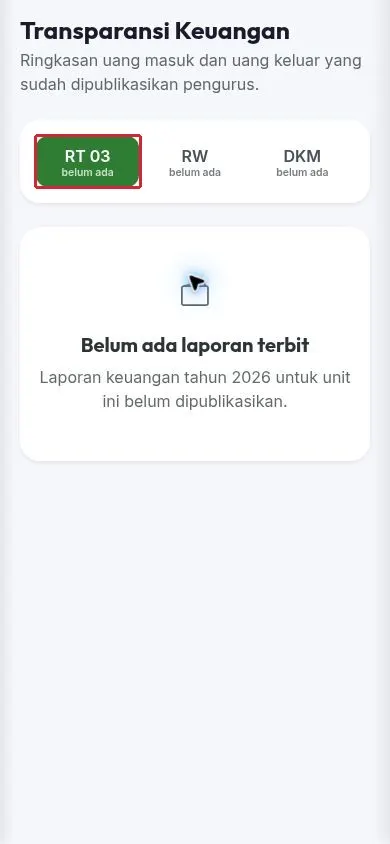 Transparansi Keuangan
Ringkasan uang masuk dan uang keluar yang
sudah dipublikasikan pengurus.
RT 03
belum ada
RW
belum ada
DKM
belum ada
Belum ada laporan terbit
Laporan keuangan tahun 2026 untuk unit
ini belum dipublikasikan.